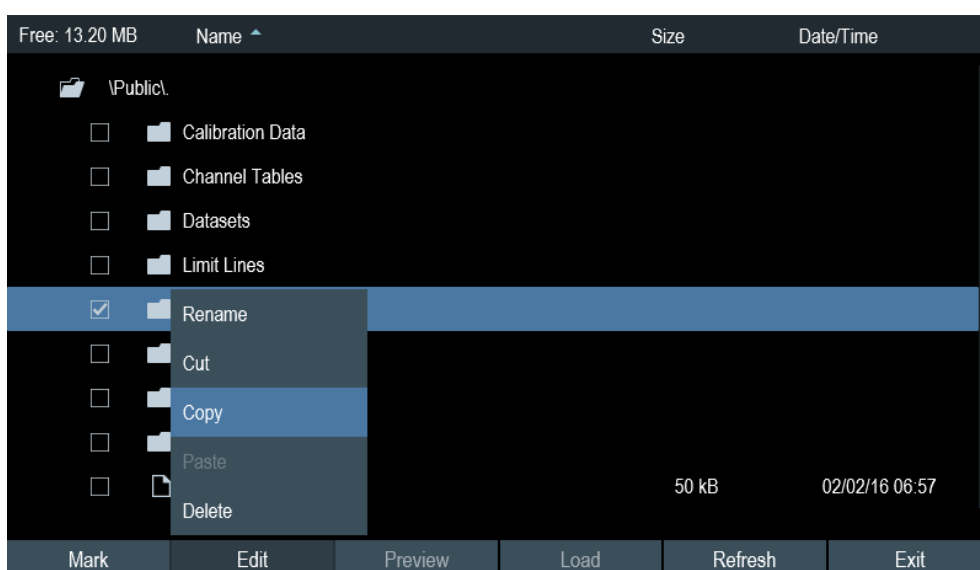 Free: 13.20 MB Name Size Date/Time
\Public\.
Calibration Data
Channel Tables
Datasets
Limit Lines
Rename
Cut
Copy
Paste
50 kB 02/02/16 06:57
Delete
Mark Edit Preview Load Refresh Exit